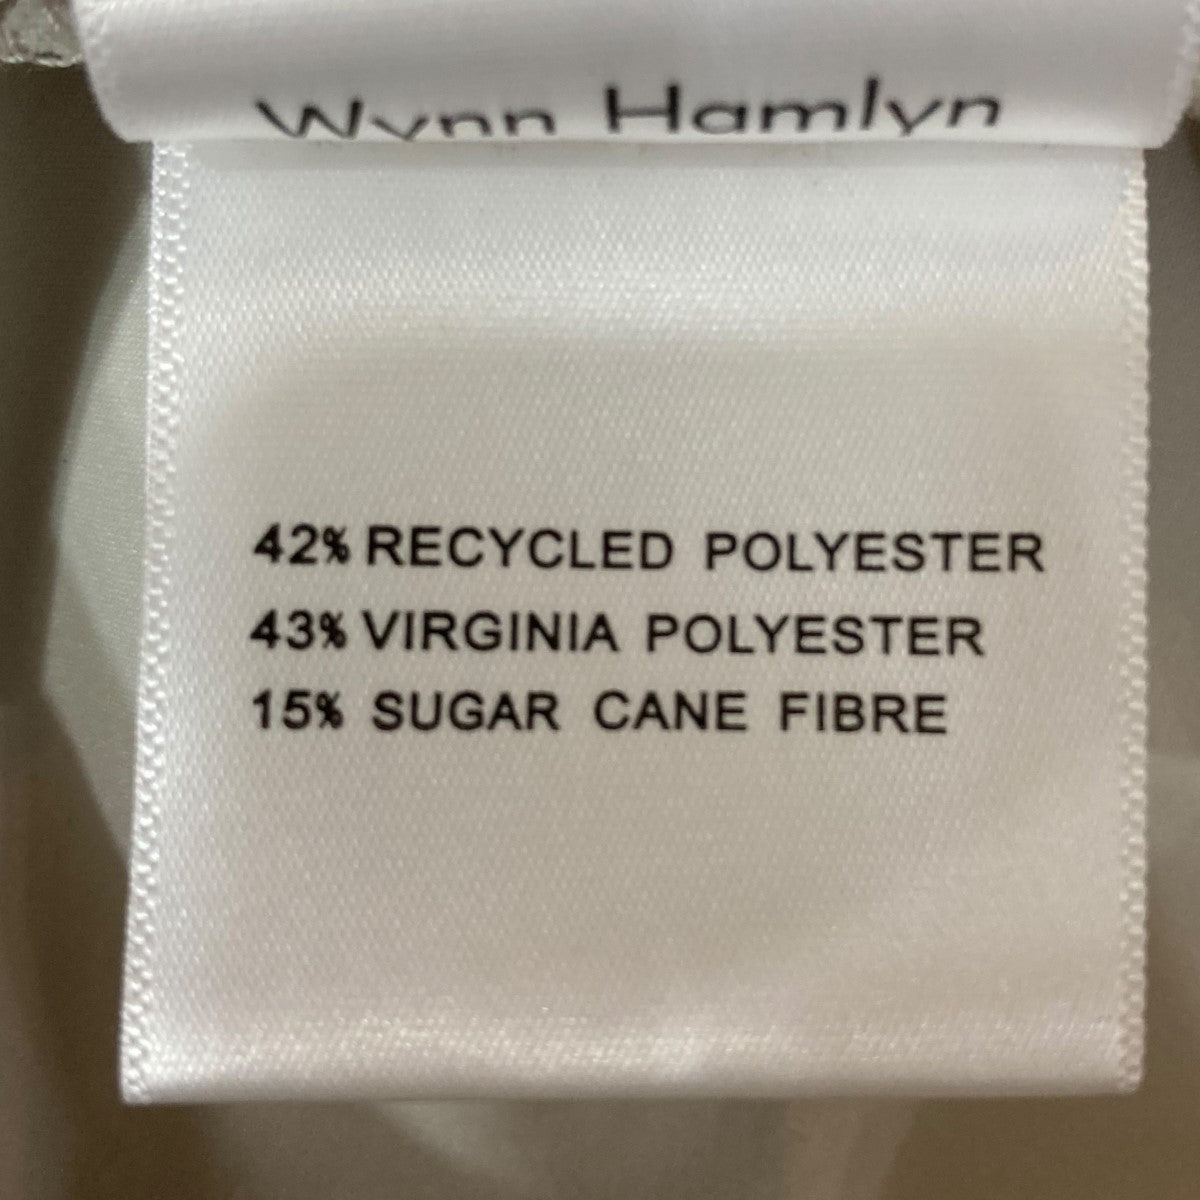 Wynn Hamlyn
42% RECYCLED POLYESTER
43% VIRGINIA POLYESTER
15% SUGAR CANE FIBRE